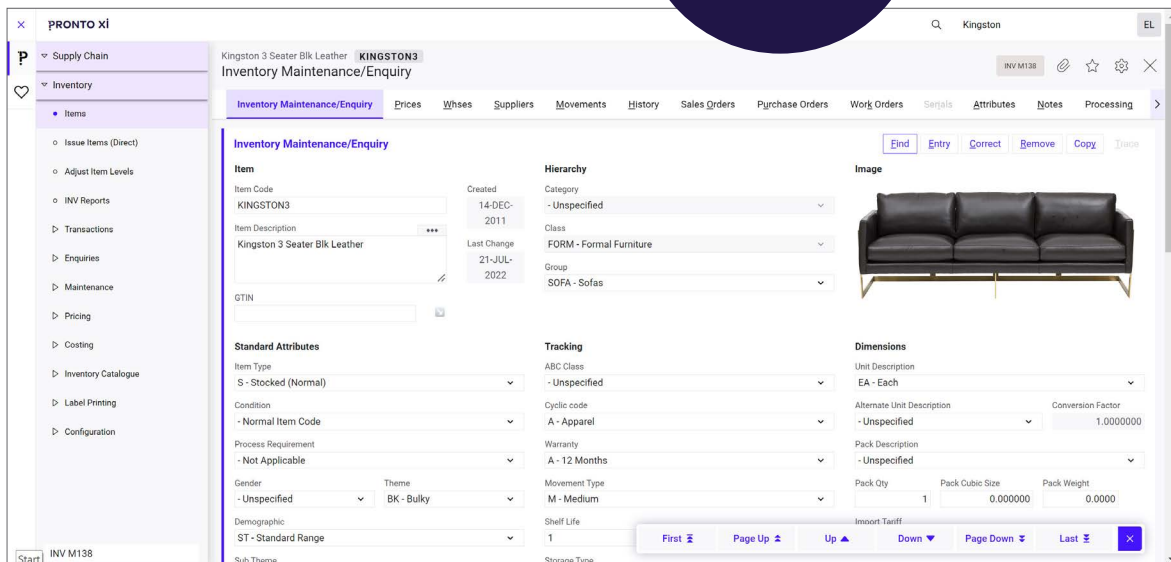 PRONTO Xi
Kingston
EL
Supply Chain
Inventory
Items
Issue Items (Direct)
Adjust Item Levels
INV Reports
Transactions
Enquiries
Maintenance
Pricing
Costing
Inventory Catalogue
Label Printing
Configuration
INV M138
Start
Kingston 3 Seater Blk Leather KINGSTON3
Inventory Maintenance/Enquiry
INV M138
Inventory Maintenance/Enquiry Prices Whses Suppliers Movements History Sales Orders Purchase Orders Work Orders Serials Attributes Notes Processing
Inventory Maintenance/Enquiry
Find Entry Correct Remove Copy Trace
Item
Item Code
KINGSTON3
Created
14-DEC-
2011
Item Description
Kingston 3 Seater Blk Leather
Last Change
21-JUL-
2022
GTIN
Hierarchy
Category
- Unspecified
Class
FORM - Formal Furniture
Group
SOFA - Sofas
Image
Standard Attributes
Item Type
S - Stocked (Normal)
Condition
- Normal Item Code
Process Requirement
- Not Applicable
Gender Theme
- Unspecified BK - Bulky
Demographic
ST - Standard Range
Sub Theme
Tracking
ABC Class
- Unspecified
Cyclic code
A - Apparel
Warranty
A - 12 Months
Movement Type
M - Medium
Shelf Life
1
Storage Type
Dimensions
Unit Description
EA - Each
Alternate Unit Description Conversion Factor
- Unspecified 1.0000000
Pack Description
- Unspecified
Pack Qty Pack Cubic Size Pack Weight
1 0.000000 0.0000
Import Tariff
First Page Up Up Down Page Down Last